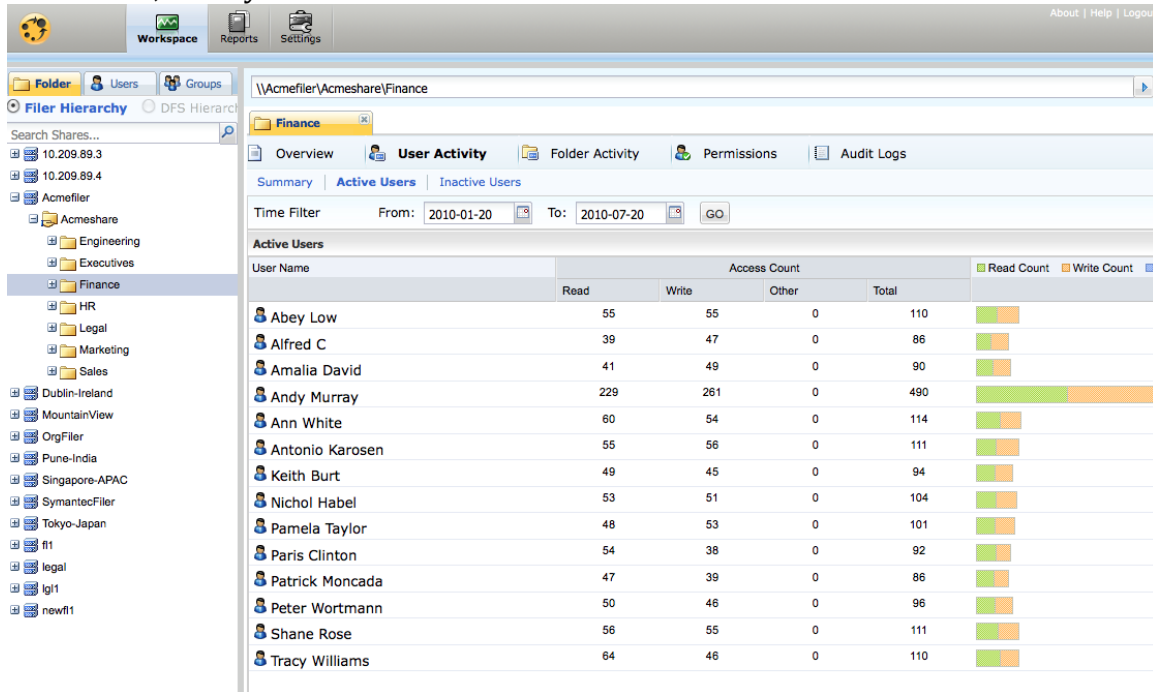 About | Help | Logou
Workspace Reports Settings
Folder Users Groups
\\Acmefiler\Acmeshare\Finance
Filer Hierarchy DFS Hierarch
Search Shares...
10.209.89.3
10.209.89.4
Acmefiler
Acmeshare
Engineering
Executives
Finance
HR
Legal
Marketing
Sales
Dublin-Ireland
MountainView
OrgFiler
Pune-India
Singapore-APAC
SymantecFiler
Tokyo-Japan
fl1
legal
lgl1
newfl1
Finance
Overview User Activity Folder Activity Permissions Audit Logs
Summary | Active Users | Inactive Users
Time Filter From: 2010-01-20 To: 2010-07-20 GO
Active Users
User Name Access Count Read Count Write Count
Read Write Other Total
Abey Low 55 55 0 110
Alfred C 39 47 0 86
Amalia David 41 49 0 90
Andy Murray 229 261 0 490
Ann White 60 54 0 114
Antonio Karosen 55 56 0 111
Keith Burt 49 45 0 94
Nichol Habel 53 51 0 104
Pamela Taylor 48 53 0 101
Paris Clinton 54 38 0 92
Patrick Moncada 47 39 0 86
Peter Wortmann 50 46 0 96
Shane Rose 56 55 0 111
Tracy Williams 64 46 0 110